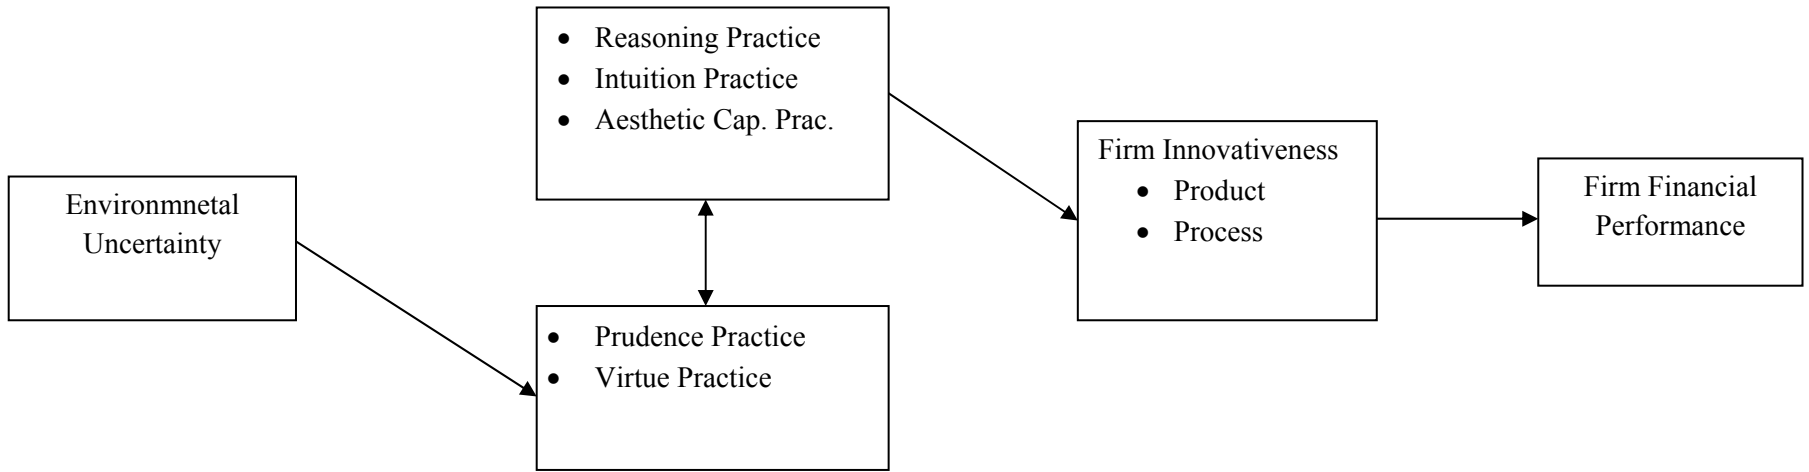 Environmnetal
Uncertainty
• Reasoning Practice
• Intuition Practice
• Aesthetic Cap. Prac.
• Prudence Practice
• Virtue Practice
Firm Innovativeness
• Product
• Process
Firm Financial
Performance